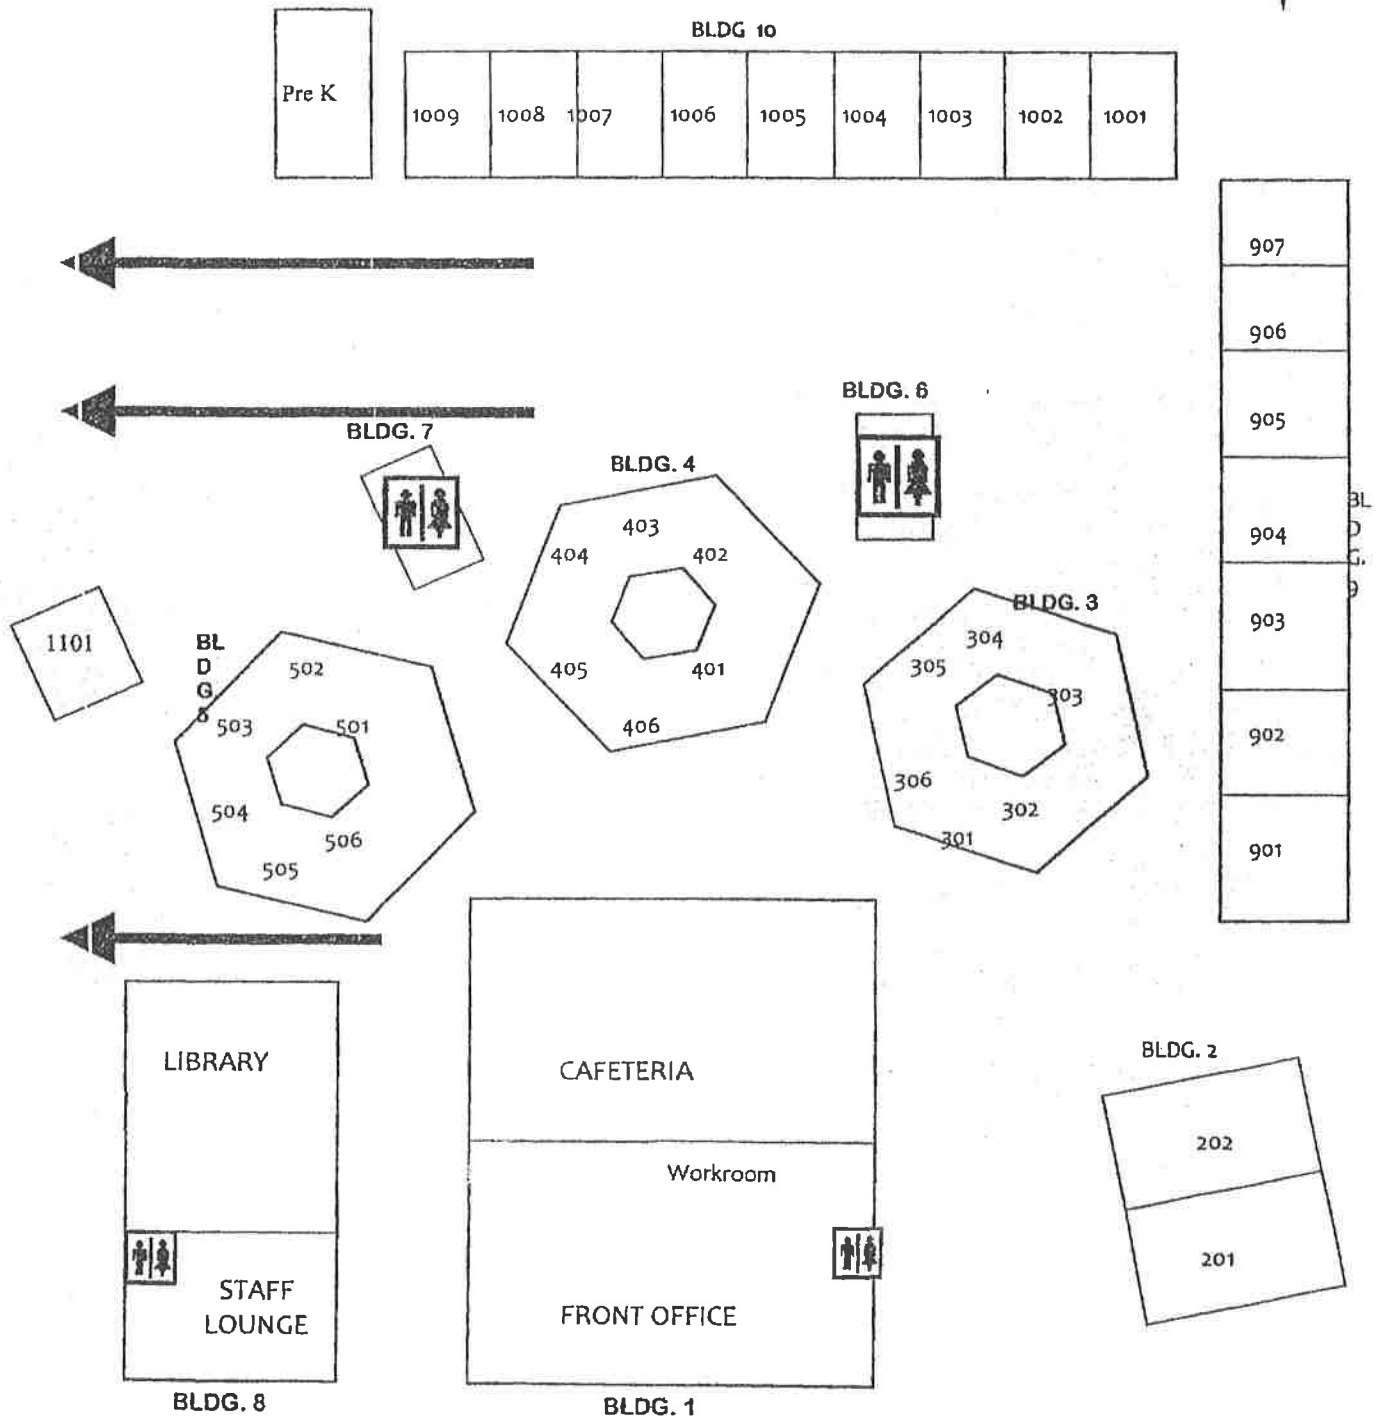 BLDG 10
Pre K
1009 1008 1007 1006 1005 1004 1003 1002 1001
907
906
905
904
903
902
901
BL
D
G.
9
BLDG. 6
BLDG. 7
BLDG. 4
403
404 402
405 401
406
BLDG. 3
304
305 303
306 302
301
1101
BL
D
G.
5
502
503 501
504 506
505
LIBRARY
STAFF
LOUNGE
BLDG. 8
CAFETERIA
Workroom
FRONT OFFICE
BLDG. 1
BLDG. 2
202
201